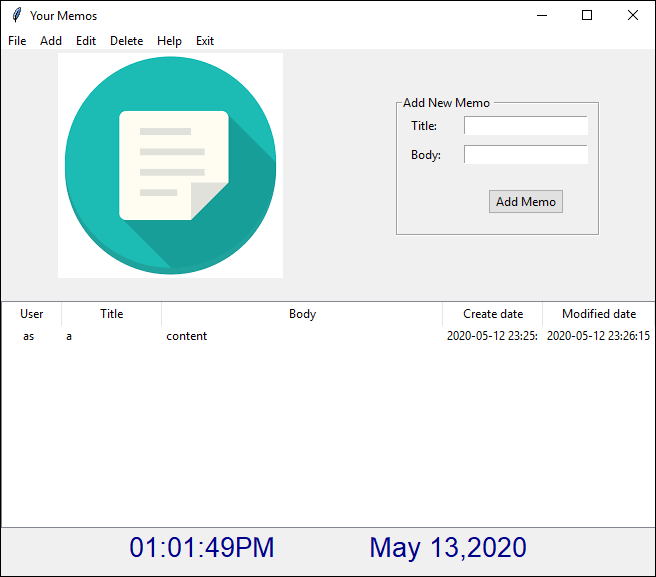 Your Memos
File Add Edit Delete Help Exit
Add New Memo
Title:
Body:
Add Memo
User Title Body Create date Modified date
as a content 2020-05-12 23:25: 2020-05-12 23:26:15
01:01:49PM May 13,2020